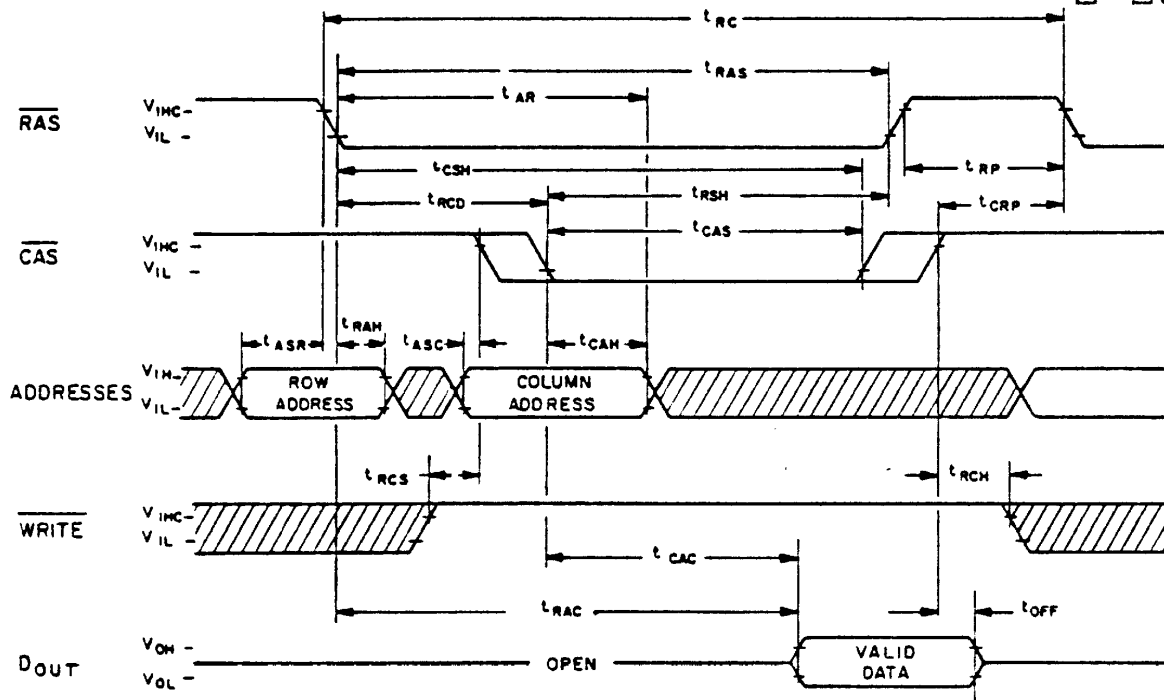 tRC
tRAS
tAR
RAS
VIHC
VIL
tCSH
tRP
tRCD
tRSH
tCRP
CAS
VIHC
VIL
tCAS
tASR
tRAH
tASC
tCAH
ADDRESSES
VIH
VIL
ROW
ADDRESS
COLUMN
ADDRESS
tRCS
tRCH
WRITE
VIHC
VIL
tCAC
tRAC
tOFF
DOUT
VOH
VOL
OPEN
VALID
DATA